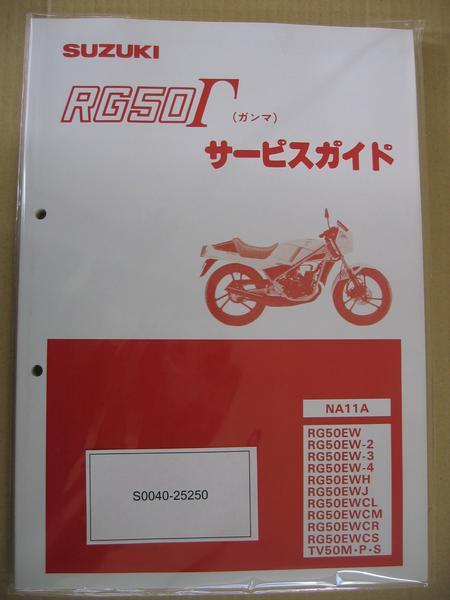 SUZUKI
RG50Γ(ガンマ)
サービスガイド
NA11A
RG50EW
RG50EW-2
RG50EW-3
RG50EW-4
RG50EWH
RG50EWJ
RG50EWCL
RG50EWCM
RG50EWCR
RG50EWCS
TV50M・P・S
S0040-25250